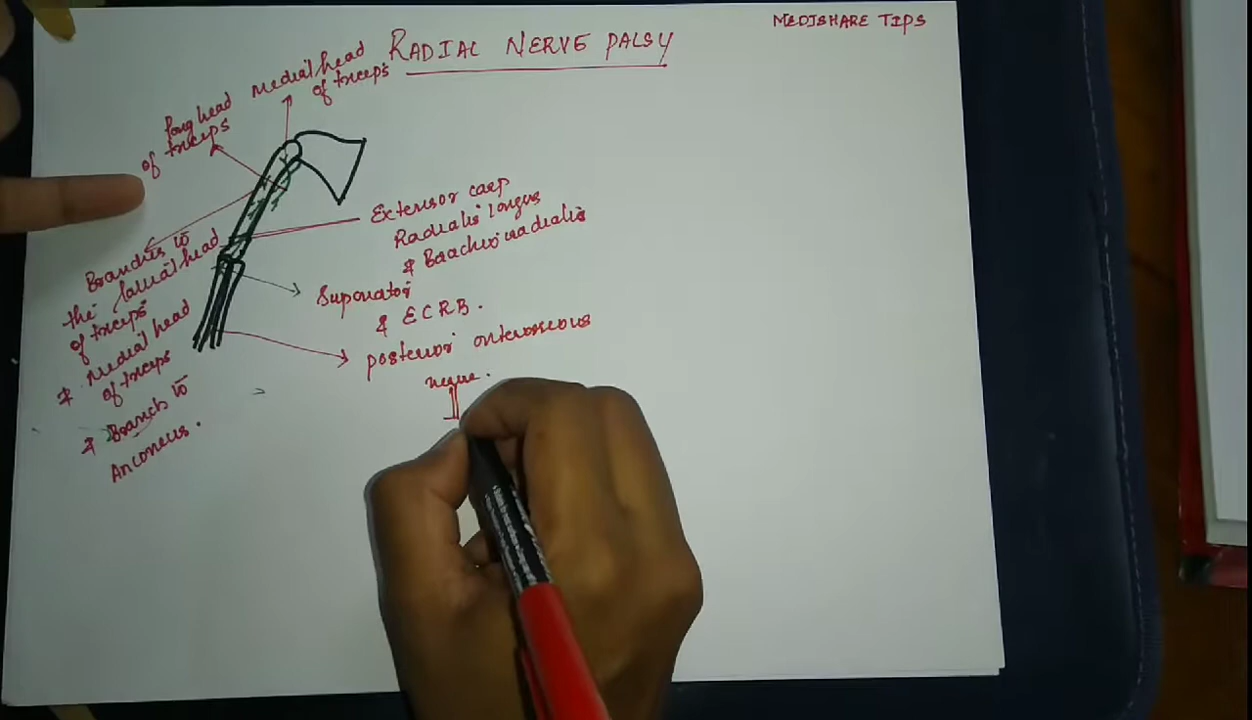 MEDISHARE TIPS
RADIAL NERVE PALSY
medial head
of triceps
long head
of triceps
Extensor carp
Radialis longus
& Brachioradialis
Branches to
the lateral head
of triceps
& Medial head
of triceps
& Branch to
Anconeus.
Supinator
& ECRB.
posterior interosseous
nerve.